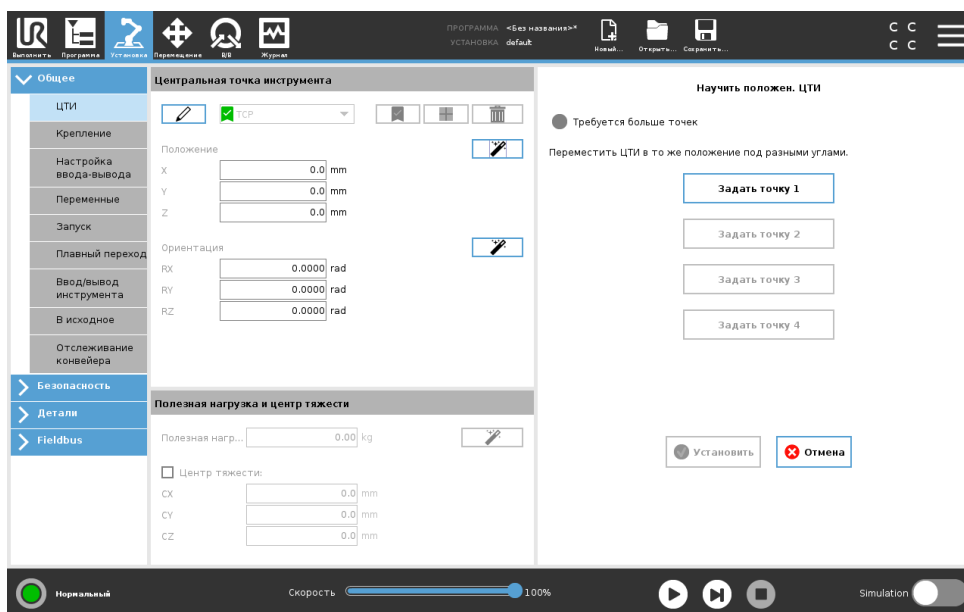 ПРОГРАММА <Без названия>*
УСТАНОВКА default
Выполнить Программа Установка Перемещение В/В Журнал
Новый... Открыть... Сохранить...
C C
C C
Общее
ЦТИ
Крепление
Настройка
ввода-вывода
Переменные
Запуск
Плавный переход
Ввод/вывод
инструмента
В исходное
Отслеживание
конвейера
Безопасность
Детали
Fieldbus
Центральная точка инструмента
TCP
Положение
X 0.0 mm
Y 0.0 mm
Z 0.0 mm
Ориентация
RX 0.0000 rad
RY 0.0000 rad
RZ 0.0000 rad
Полезная нагрузка и центр тяжести
Полезная нагр... 0.00 kg
Центр тяжести:
CX 0.0 mm
CY 0.0 mm
CZ 0.0 mm
Научить положен. ЦТИ
Требуется больше точек
Переместить ЦТИ в то же положение под разными углами.
Задать точку 1
Задать точку 2
Задать точку 3
Задать точку 4
Установить Отмена
Нормальный
Скорость 100%
Simulation